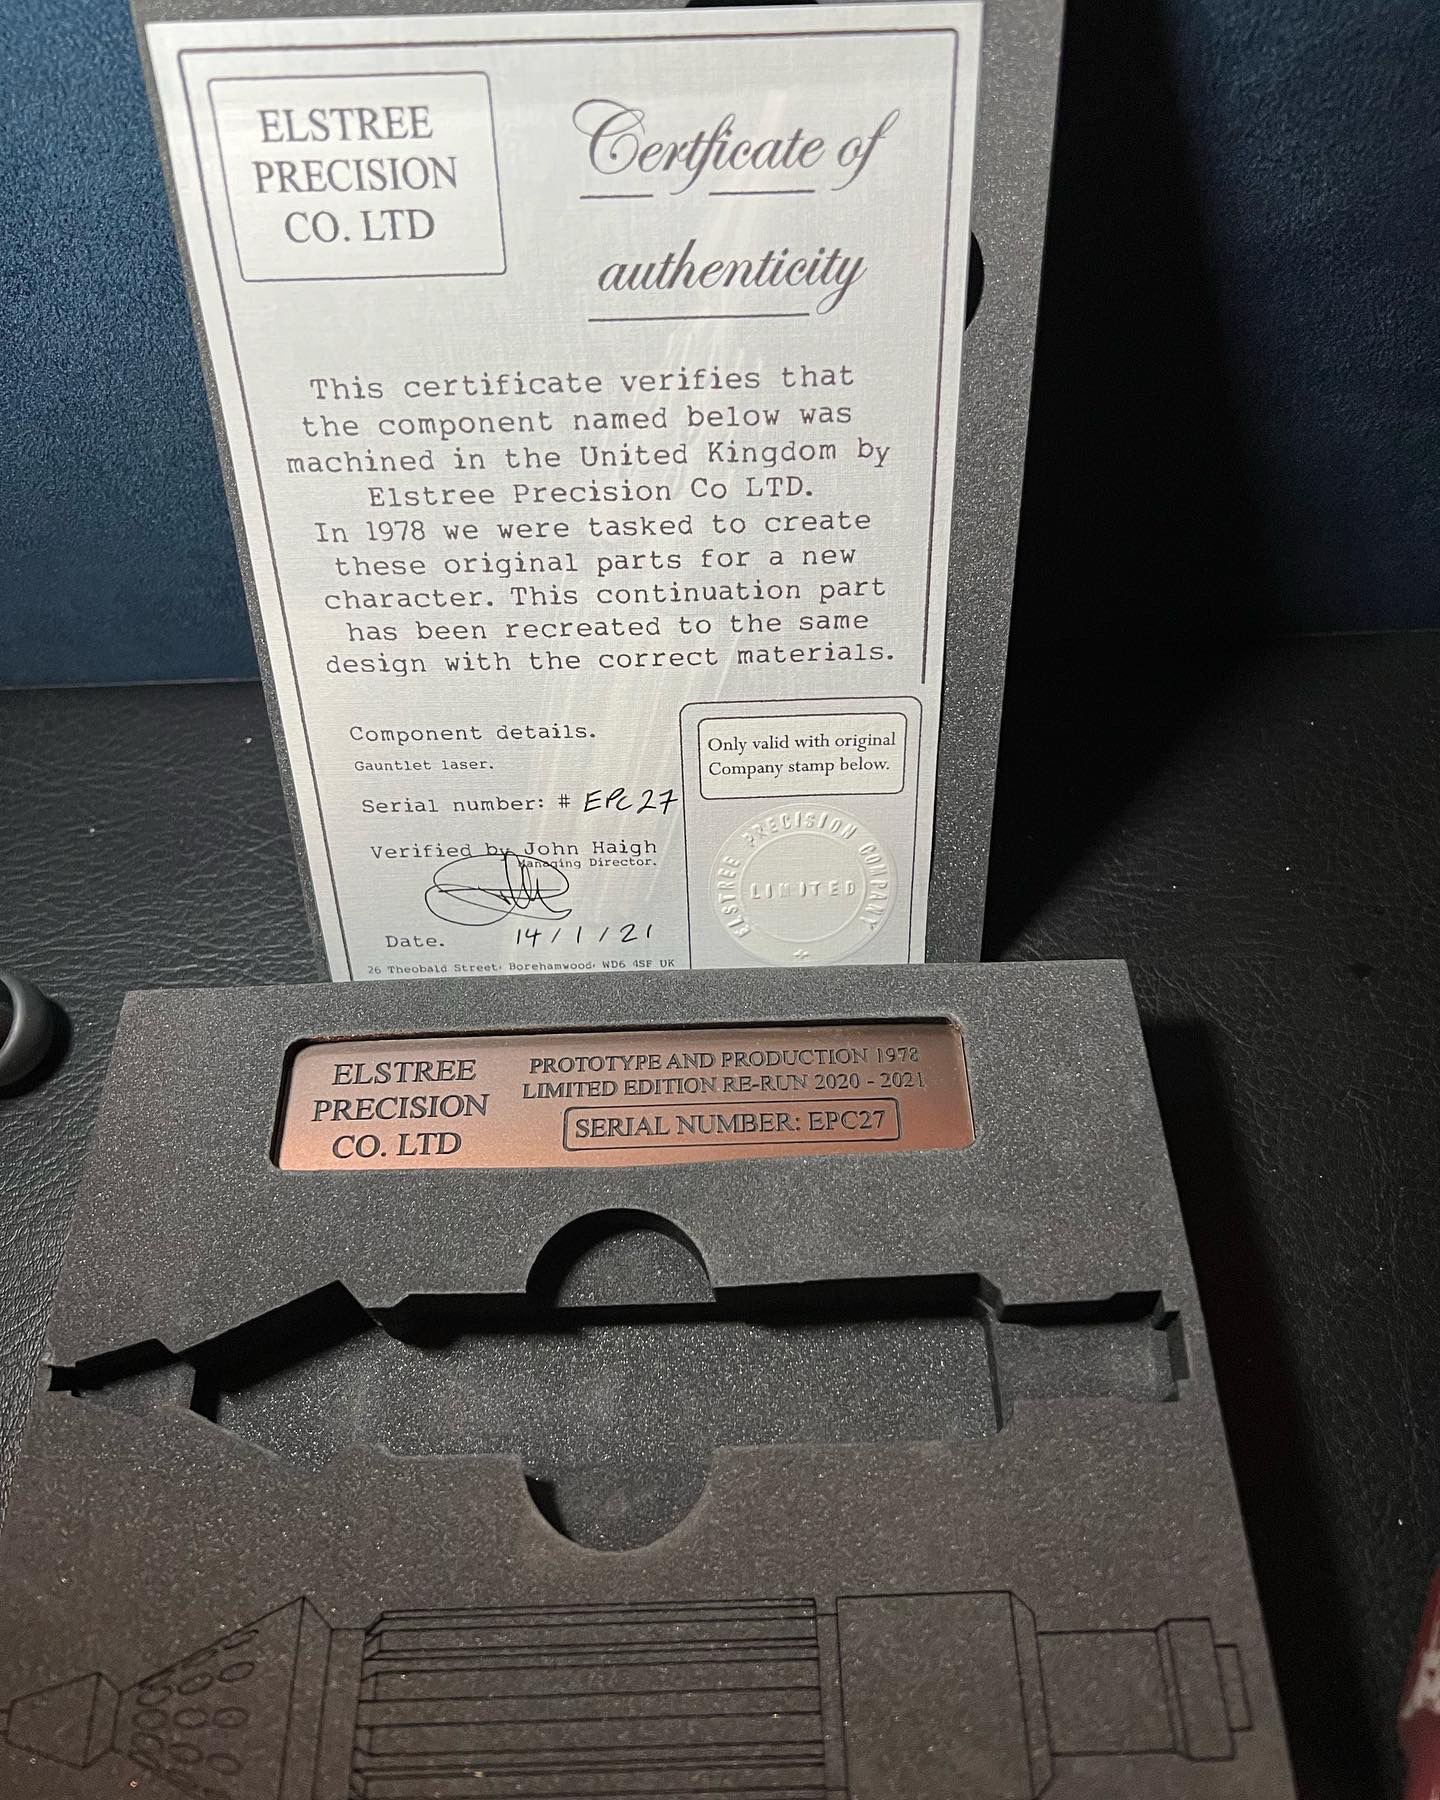 ELSTREE
PRECISION
CO. LTD
Certficate of
authenticity
This certificate verifies that
the component named below was
machined in the United Kingdom by
Elstree Precision Co LTD.
In 1978 we were tasked to create
these original parts for a new
character. This continuation part
has been recreated to the same
design with the correct materials.
Component details.
Gauntlet laser.
Serial number: # EPC27
Verified by John Haigh
Managing Director.
Date. 14/1/21
26 Theobald Street, Borehamwood, WD6 4SF UK
Only valid with original
Company stamp below.
ELSTREE PRECISION COMPANY
LIMITED
ELSTREE
PRECISION
CO. LTD
PROTOTYPE AND PRODUCTION 1978
LIMITED EDITION RE-RUN 2020 - 2021
SERIAL NUMBER: EPC27